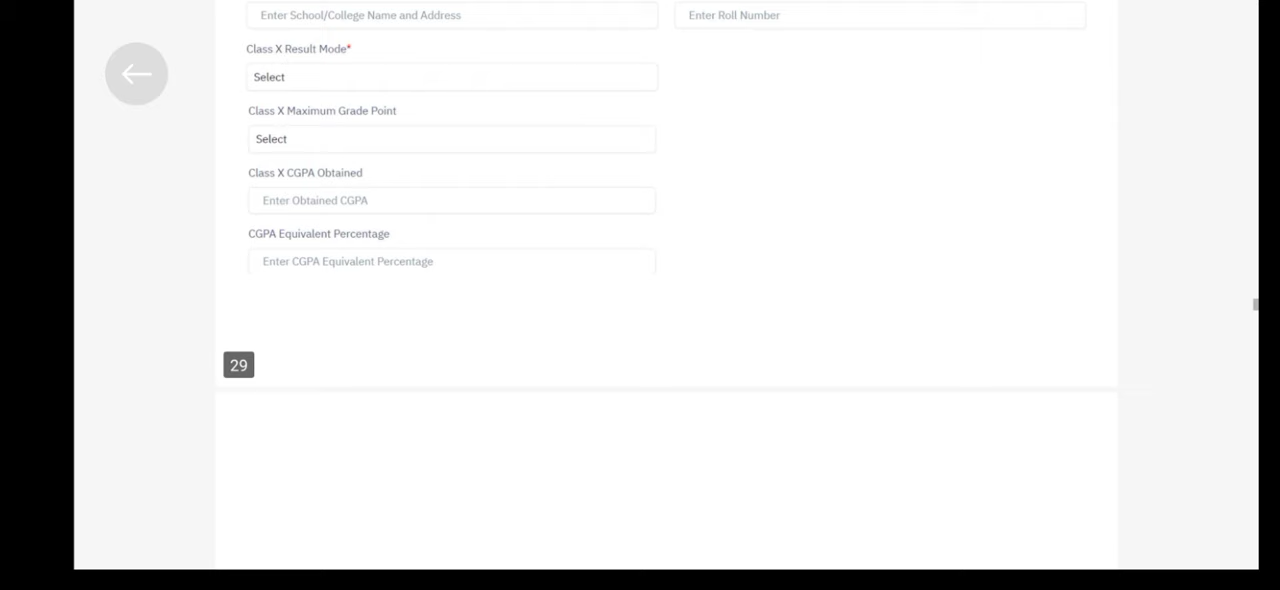 Enter School/College Name and Address Enter Roll Number
Class X Result Mode*
Select
Class X Maximum Grade Point
Select
Class X CGPA Obtained
Enter Obtained CGPA
CGPA Equivalent Percentage
Enter CGPA Equivalent Percentage
29